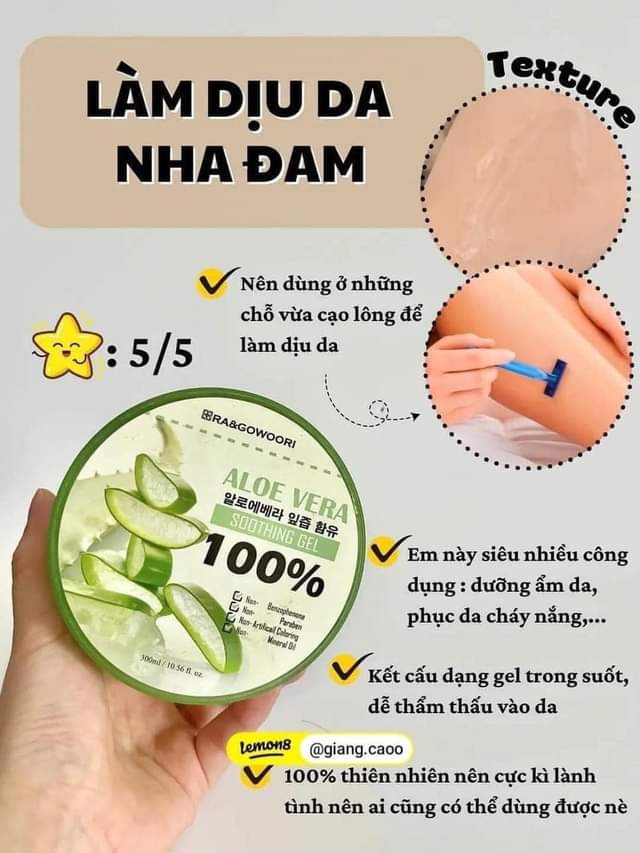 LÀM DỊU DA
NHA ĐAM
Texture
Nên dùng ở những
chỗ vừa cạo lông để
làm dịu da
: 5/5
RA&GOWOORI
ALOE VERA
알로에베라 잎즙 함유
SOOTHING GEL
100%
Non- Benzophenone
Non- Paraben
Non- Artificail Coloring
Non- Mineral Oil
300ml / 10.56 fl. oz.
Em này siêu nhiều công
dụng : dưỡng ẩm da,
phục da cháy nắng,...
Kết cấu dạng gel trong suốt,
dễ thẩm thấu vào da
lemon8 @giang.caoo
100% thiên nhiên nên cực kì lành
tình nên ai cũng có thể dùng được nè